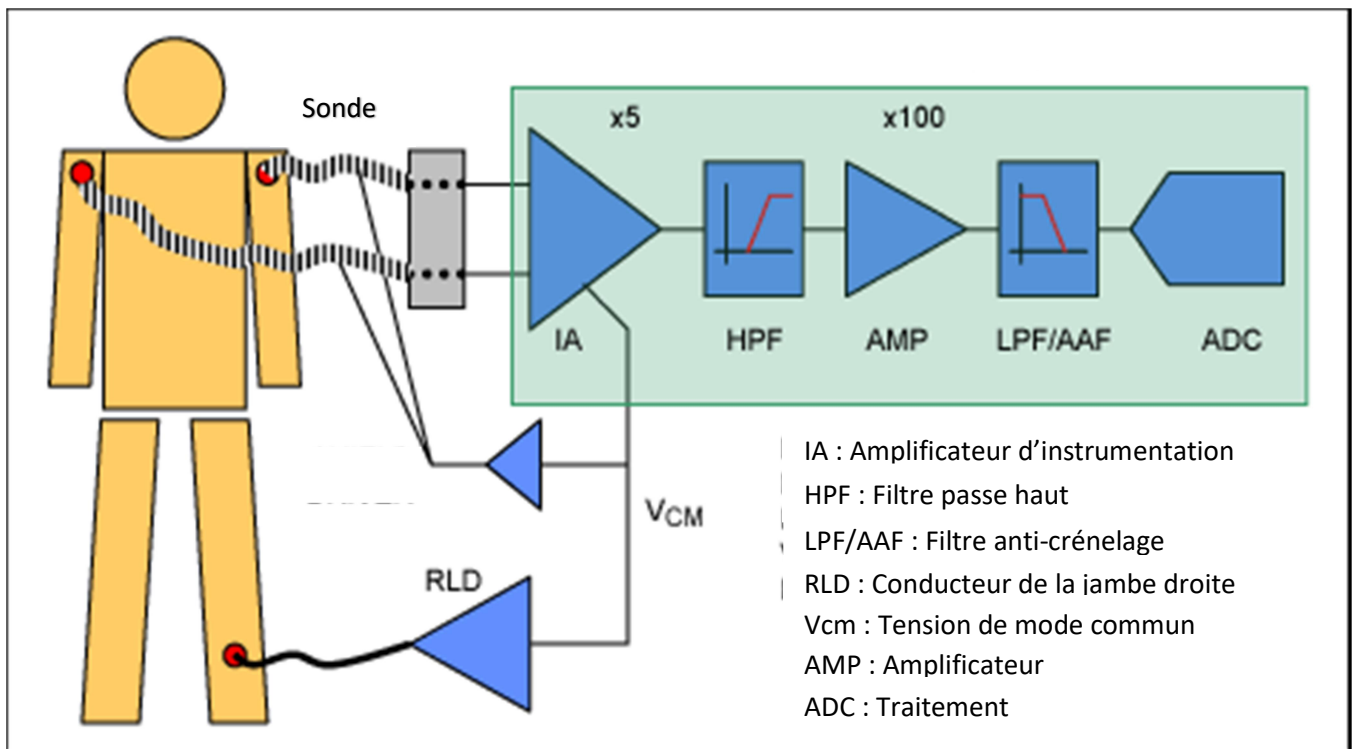 Sonde
x5
x100
IA
HPF
AMP
LPF/AAF
ADC
VCM
RLD
IA : Amplificateur d’instrumentation
HPF : Filtre passe haut
LPF/AAF : Filtre anti-crénelage
RLD : Conducteur de la jambe droite
Vcm : Tension de mode commun
AMP : Amplificateur
ADC : Traitement